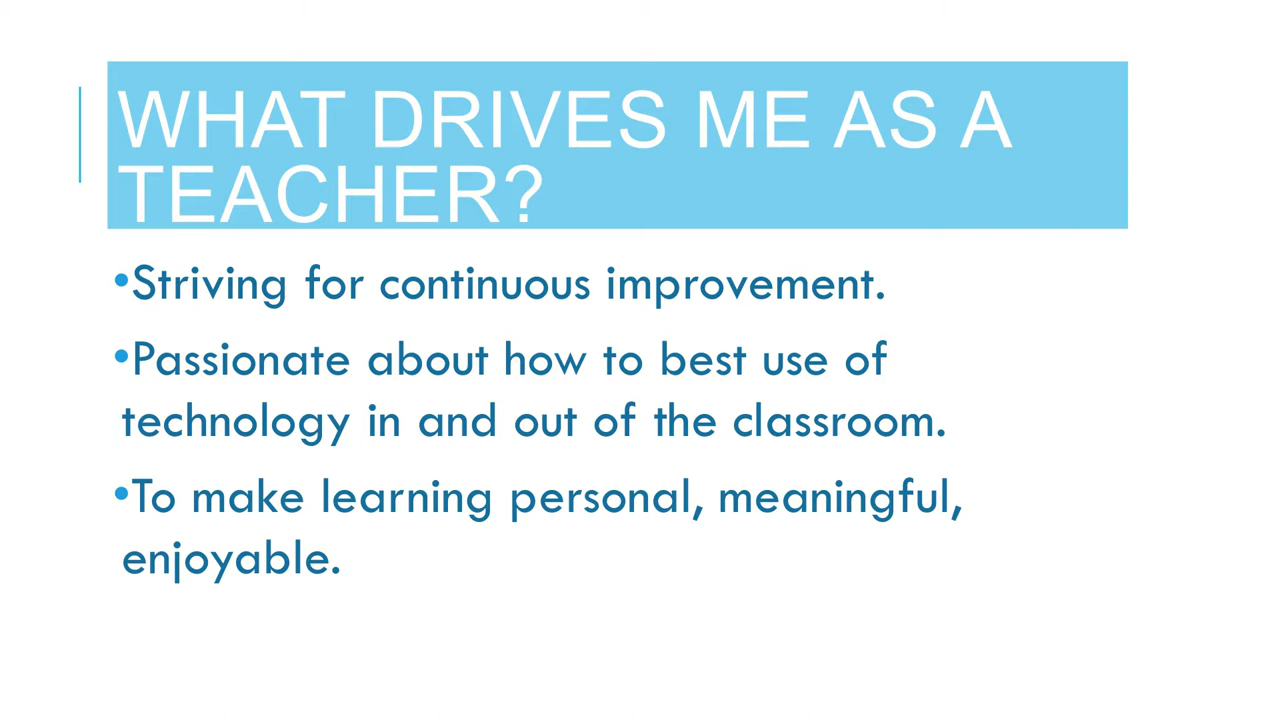 WHAT DRIVES ME AS A
TEACHER?
•Striving for continuous improvement.
•Passionate about how to best use of
technology in and out of the classroom.
•To make learning personal, meaningful,
enjoyable.